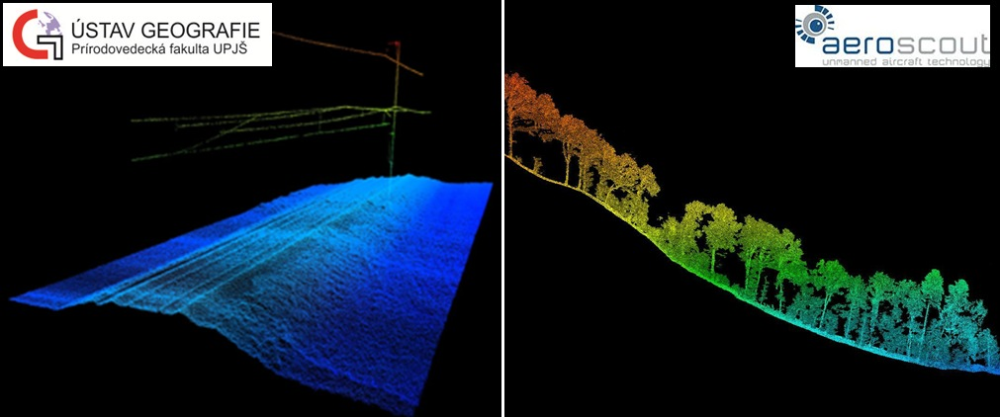 ÚSTAV GEOGRAFIE
Prírodovedecká fakulta UPJŠ
aeroscout
unmanned aircraft technology